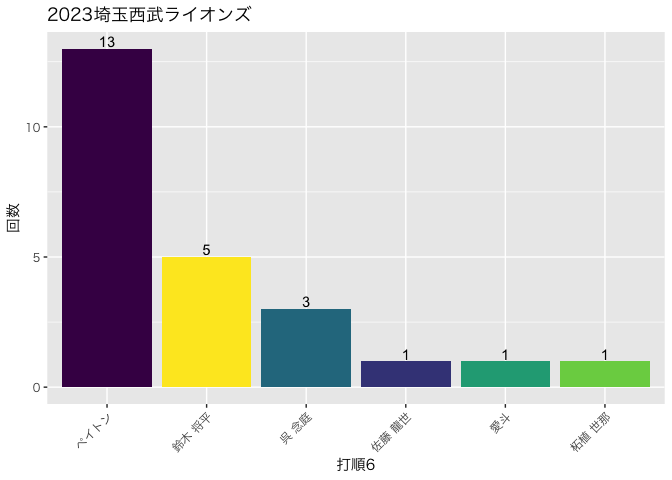 2023埼玉西武ライオンズ
回数
10
5
0
13
5
3
1
1
1
ペイトン
鈴木 将平
呉 念庭
佐藤 龍世
愛斗
柘植 世那
打順6